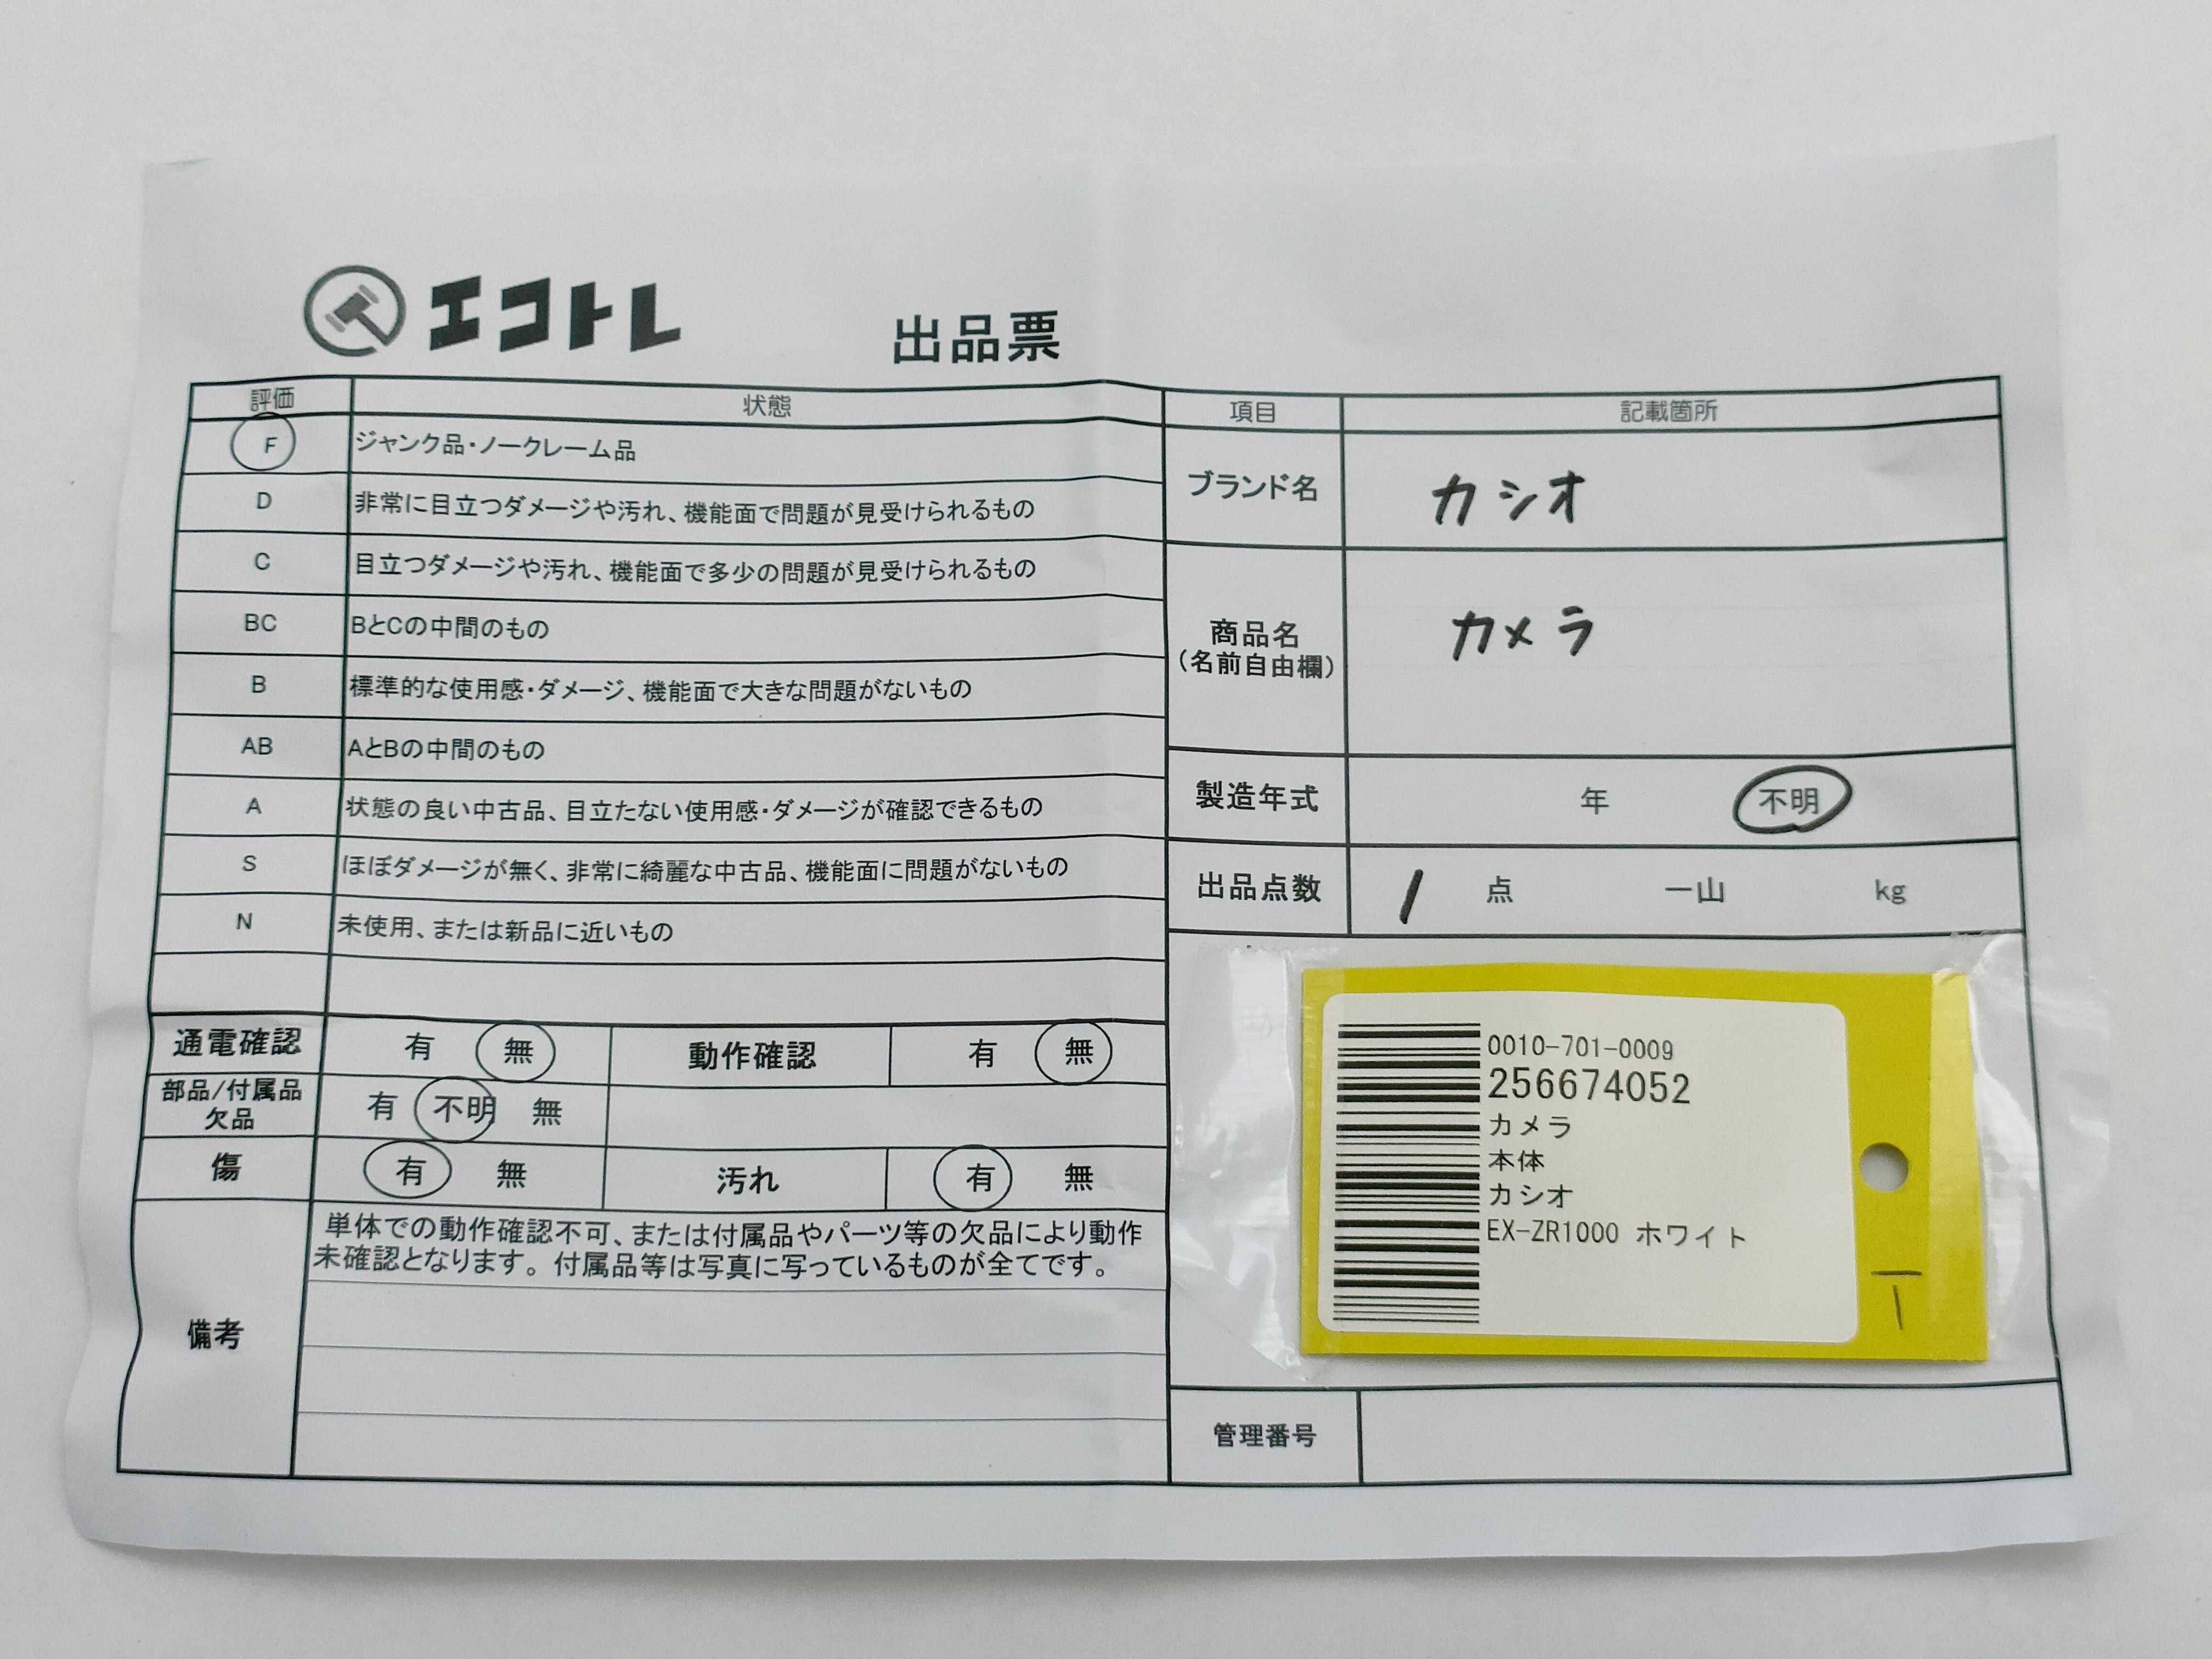 エコトレ
出品票
評価 状態
F ジャンク品・ノークレーム品
D 非常に目立つダメージや汚れ、機能面で問題が見受けられるもの
C 目立つダメージや汚れ、機能面で多少の問題が見受けられるもの
BC BとCの中間のもの
B 標準的な使用感・ダメージ、機能面で大きな問題がないもの
AB AとBの中間のもの
A 状態の良い中古品、目立たない使用感・ダメージが確認できるもの
S ほぼダメージが無く、非常に綺麗な中古品、機能面に問題がないもの
N 未使用、または新品に近いもの
通電確認 有 無 動作確認 有 無
部品/付属品
欠品
有 不明 無
傷 有 無 汚れ 有 無
備考
単体での動作確認不可、または付属品やパーツ等の欠品により動作
未確認となります。付属品等は写真に写っているものが全てです。
項目 記載箇所
ブランド名 カシオ
商品名
(名前自由欄)
カメラ
製造年式 年 不明
出品点数 1 点 一山 kg
0010-701-0009
256674052
カメラ
本体
カシオ
EX-ZR1000 ホワイト
管理番号